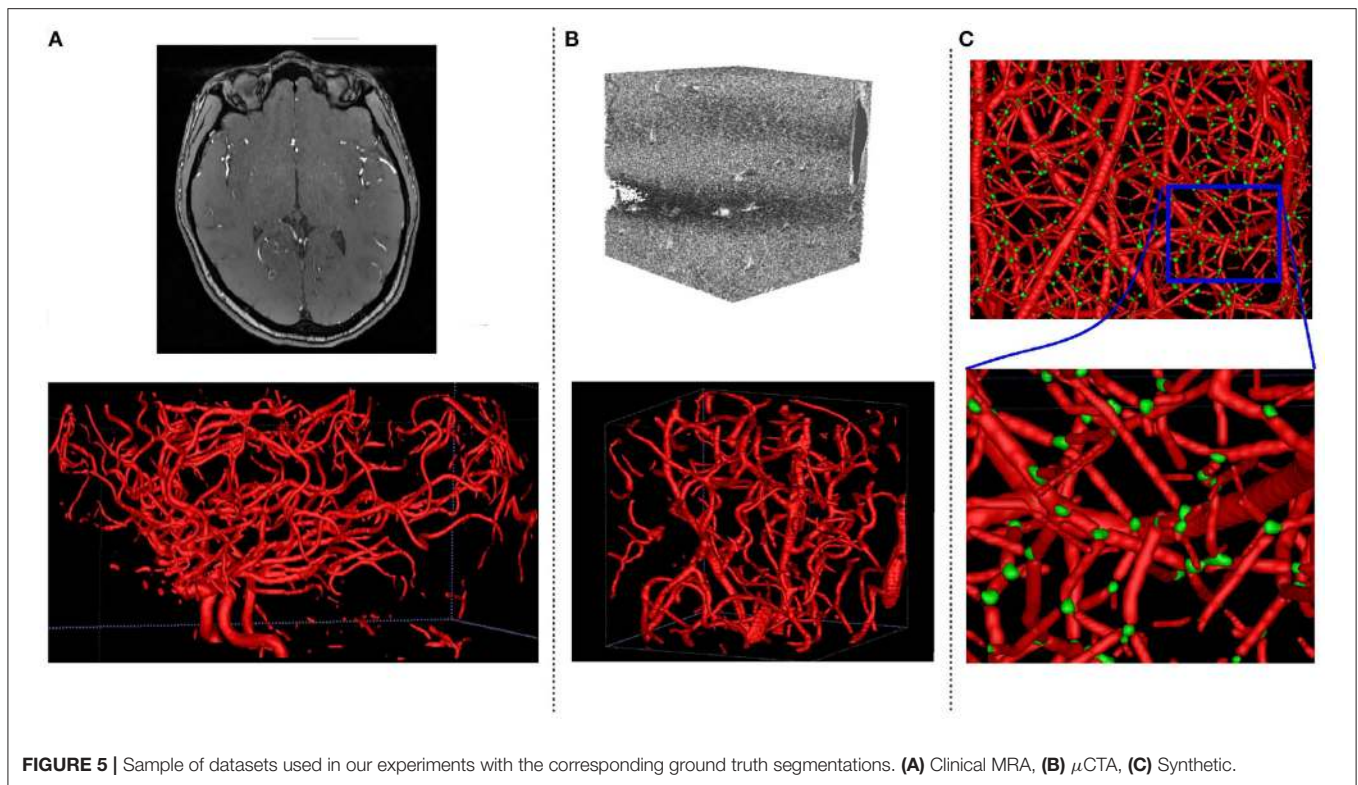 A
B
C
FIGURE 5 | Sample of datasets used in our experiments with the corresponding ground truth segmentations. (A) Clinical MRA, (B) μCTA, (C) Synthetic.